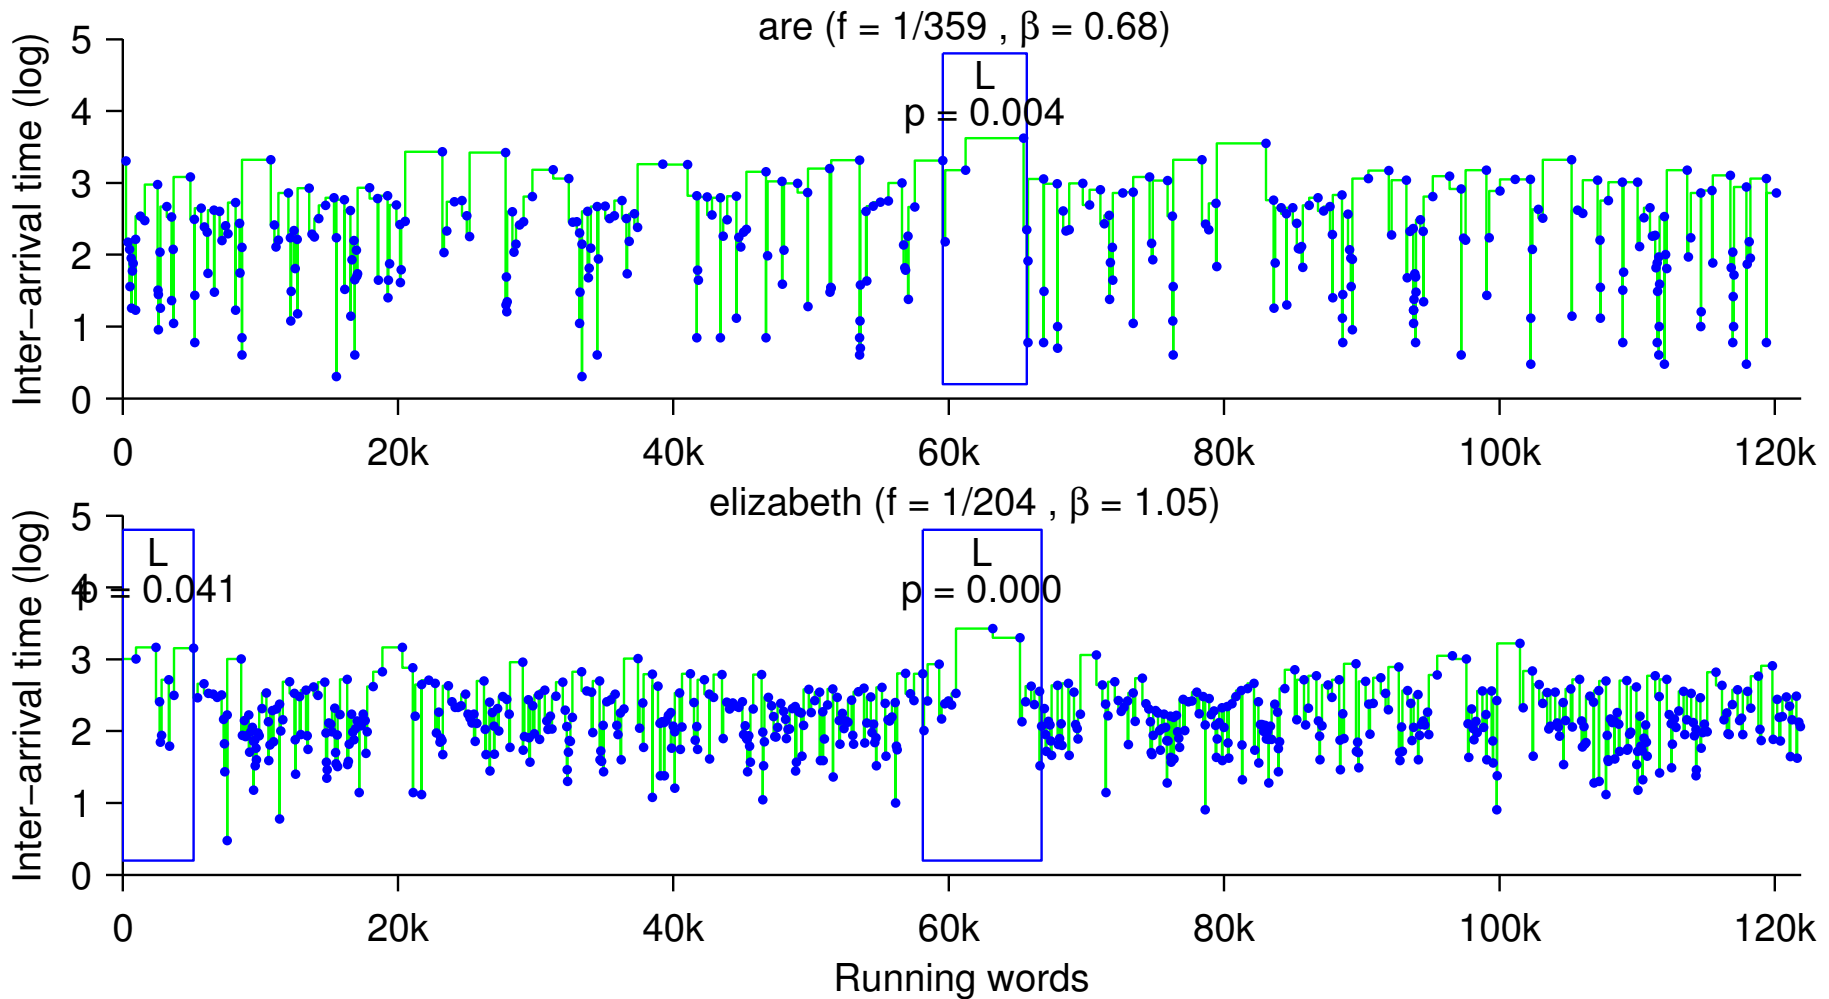 are (f = 1/359 , β = 0.68)
Inter−arrival time (log)
5
4
3
2
1
0
L
p = 0.004
0 20k 40k 60k 80k 100k 120k
elizabeth (f = 1/204 , β = 1.05)
Inter−arrival time (log)
5
4
3
2
1
0
L
p = 0.041
L
p = 0.000
0 20k 40k 60k 80k 100k 120k
Running words